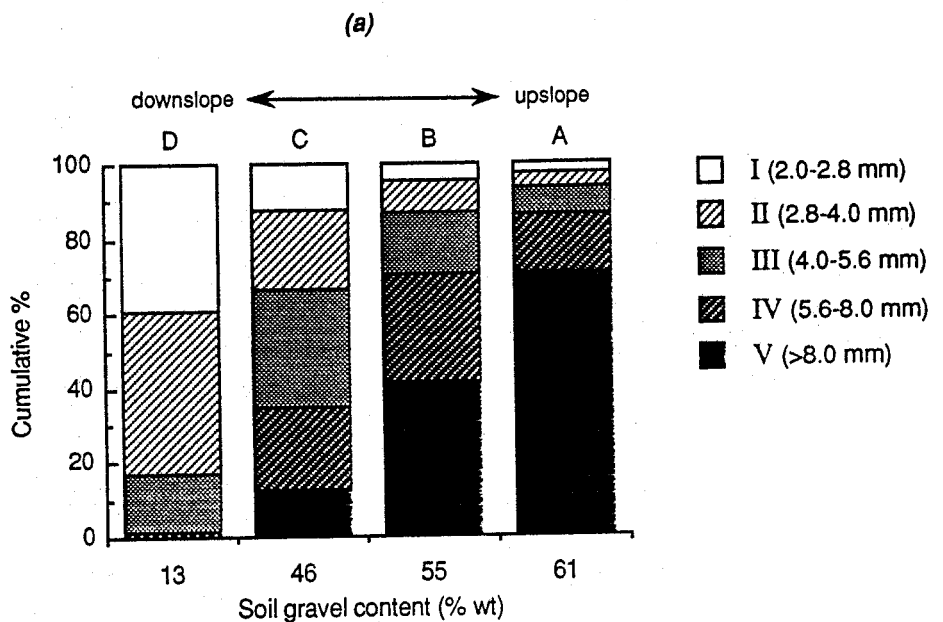 (a)
downslope upslope
D C B A
100
80
60
40
20
0
Cumulative %
13 46 55 61
Soil gravel content (% wt)
I (2.0-2.8 mm)
II (2.8-4.0 mm)
III (4.0-5.6 mm)
IV (5.6-8.0 mm)
V (>8.0 mm)